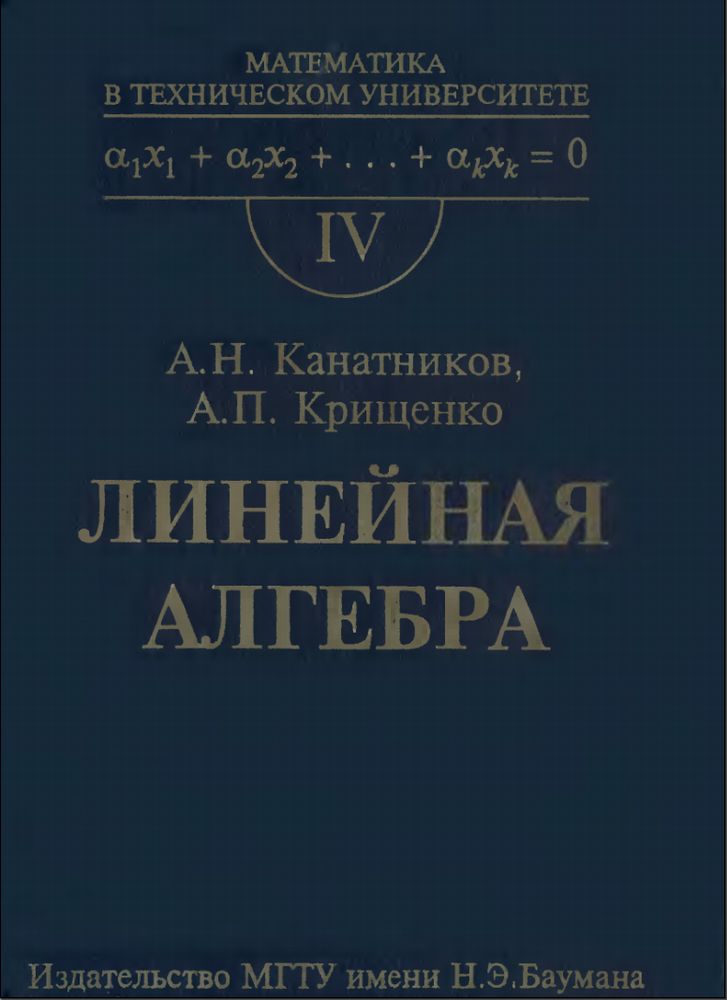 МАТЕМАТИКА
В ТЕХНИЧЕСКОМ УНИВЕРСИТЕТЕ
α₁x₁ + α₂x₂ + . . . + αₖxₖ = 0
IV
А.Н. Канатников,
А.П. Крищенко
ЛИНЕЙНАЯ
АЛГЕБРА
Издательство МГТУ имени Н.Э.Баумана